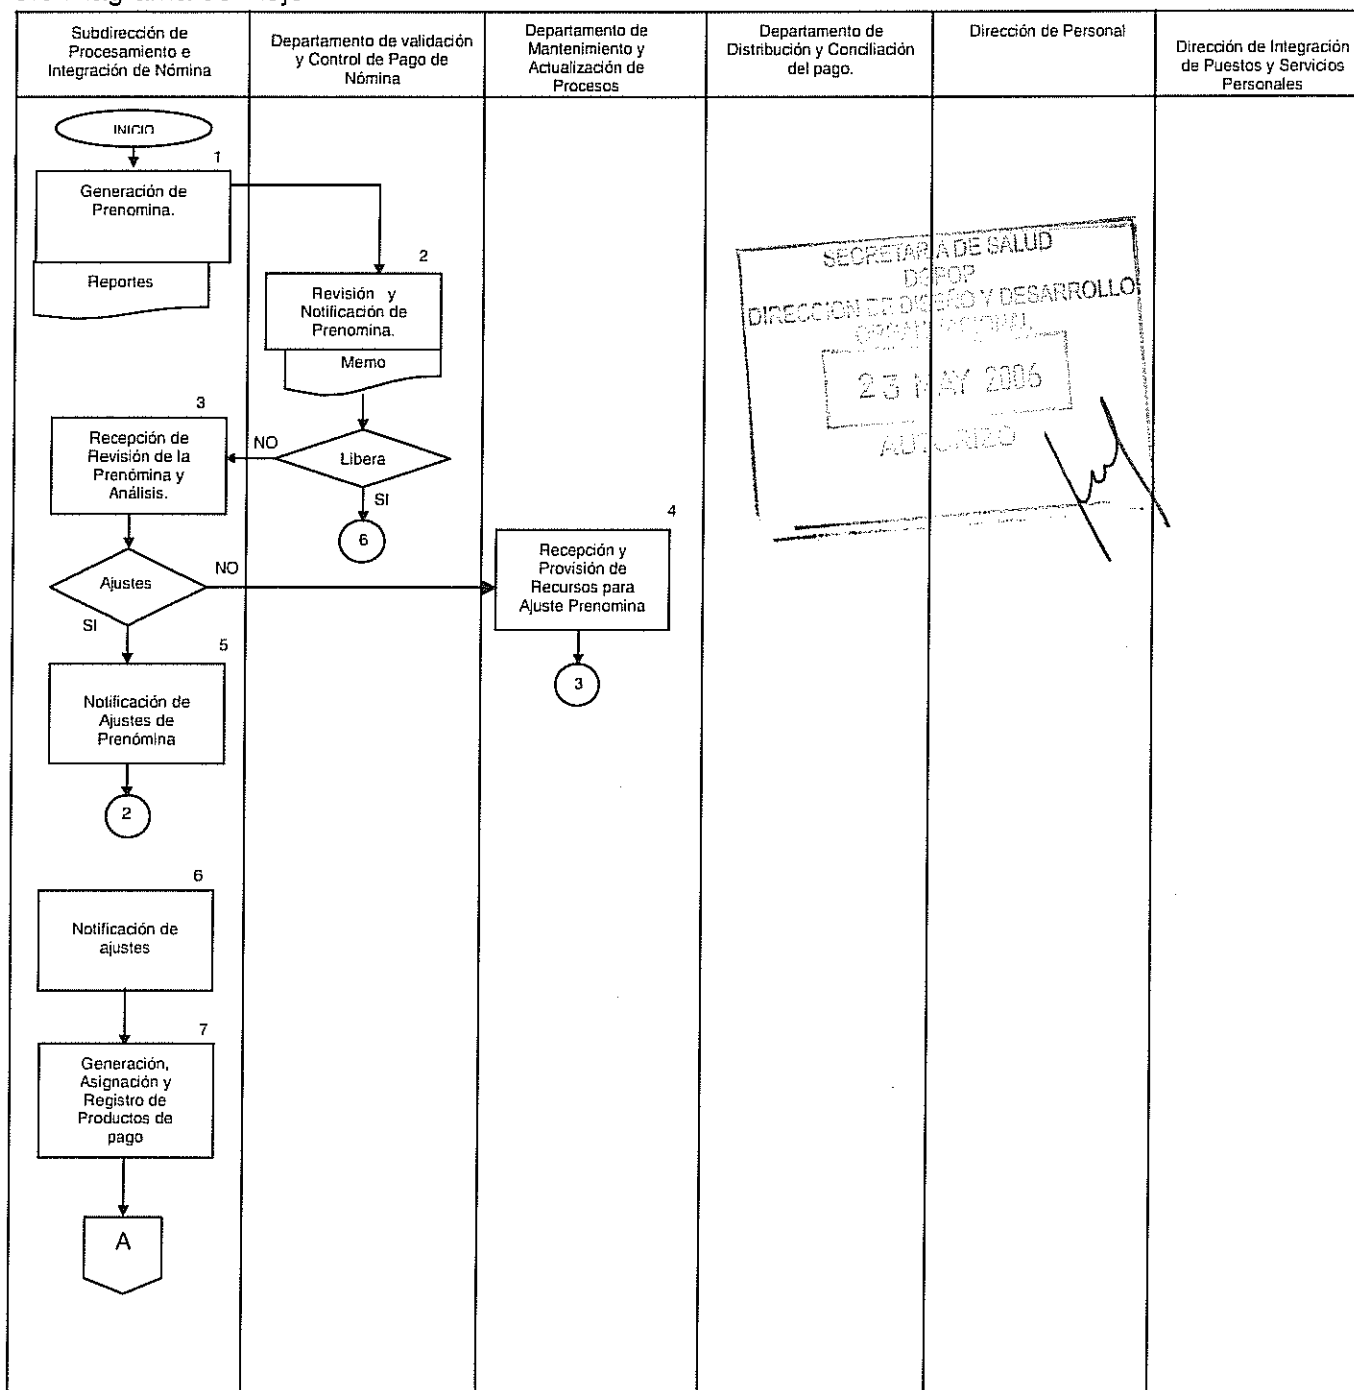 Subdirección de
Procesamiento e
Integración de Nómina
Departamento de validación
y Control de Pago de
Nómina
Departamento de
Mantenimiento y
Actualización de
Procesos
Departamento de
Distribución y Conciliación
del pago.
Dirección de Personal
Dirección de Integración
de Puestos y Servicios
Personales
INICIO
1
Generación de
Prenomina.
Reportes
2
Revisión y
Notificación de
Prenomina.
Memo
Libera
NO
SI
6
3
Recepción de
Revisión de la
Prenómina y
Análisis.
Ajustes
NO
SI
4
Recepción y
Provisión de
Recursos para
Ajuste Prenomina
3
5
Notificación de
Ajustes de
Prenómina
2
6
Notificación de
ajustes
7
Generación,
Asignación y
Registro de
Productos de
pago
A
SECRETARIA DE SALUD
DIRECCION DE DISEÑO Y DESARROLLO
ORGANIZACIONAL
23 MAY 2006
AUTORIZO